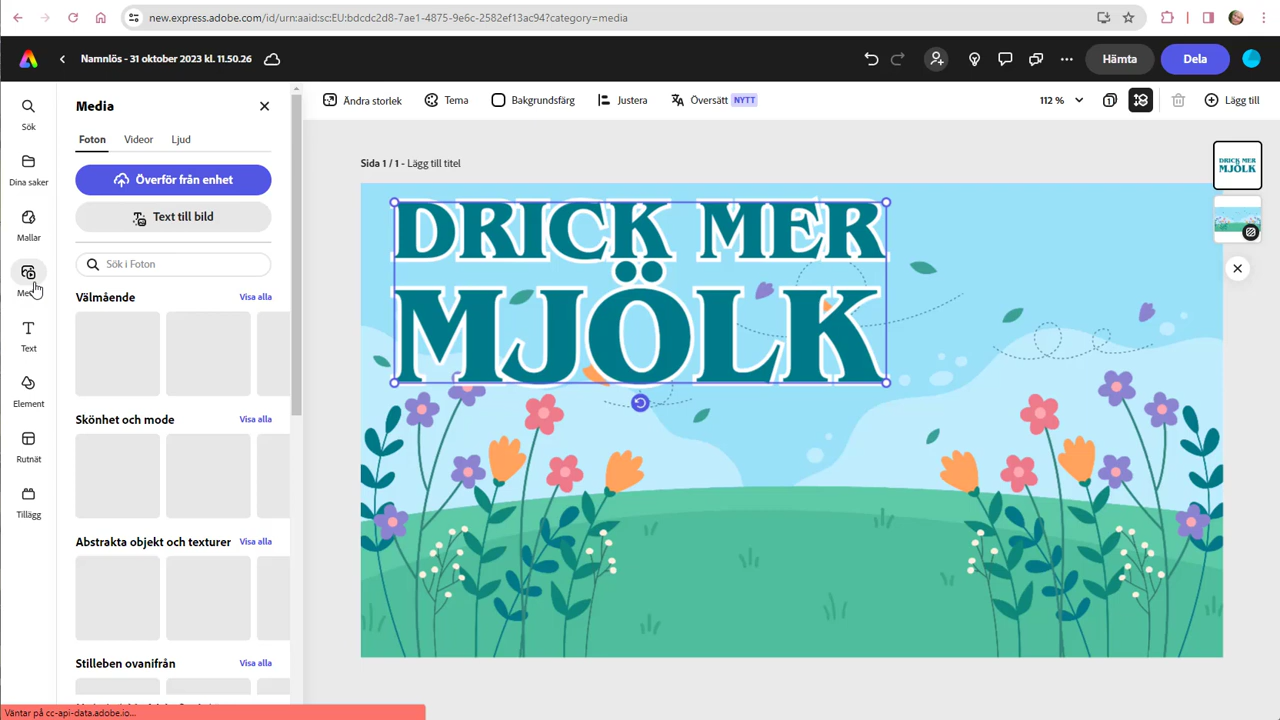 new.express.adobe.com/id/urn:aaid:sc:EU:bdcdc2d8-7ae1-4875-9e6c-2582ef13ac94?category=media
Namnlös - 31 oktober 2023 kl. 11.50.26
Hämta
Dela
Sök
Dina saker
Mallar
Text
Element
Rutnät
Tillägg
Media
Foton
Videor
Ljud
Överför från enhet
Text till bild
Sök i Foton
Välmående
Visa alla
Skönhet och mode
Visa alla
Abstrakta objekt och texturer
Visa alla
Stilleben ovanifrån
Visa alla
Väntar på cc-api-data.adobe.io...
Ändra storlek
Tema
Bakgrundsfärg
Justera
Översätt NYTT
112 %
1
Lägg till
Sida 1 / 1 - Lägg till titel
DRICK MER
MJÖLK
DRICK MER
MJÖLK